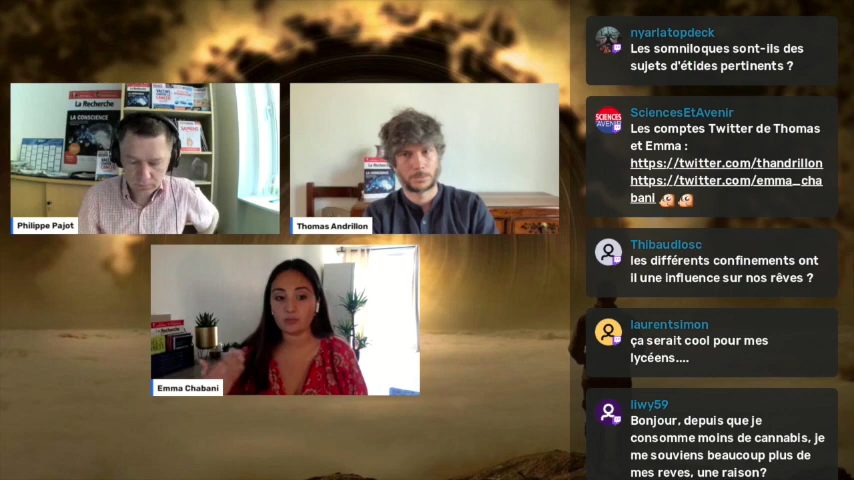 La Recherche
LA CONSCIENCE
Philippe Pajot
Thomas Andrillon
Emma Chabani
nyarlatopdeck
Les somniloques sont-ils des
sujets d'étides pertinents ?
SciencesEtAvenir
Les comptes Twitter de Thomas
et Emma :
https://twitter.com/thandrillon
https://twitter.com/emma_cha
bani
Thibaudlosc
les différents confinements ont
il une influence sur nos rêves ?
laurentsimon
ça serait cool pour mes
lycéens....
liwy59
Bonjour, depuis que je
consomme moins de cannabis, je
me souviens beaucoup plus de
mes reves, une raison?